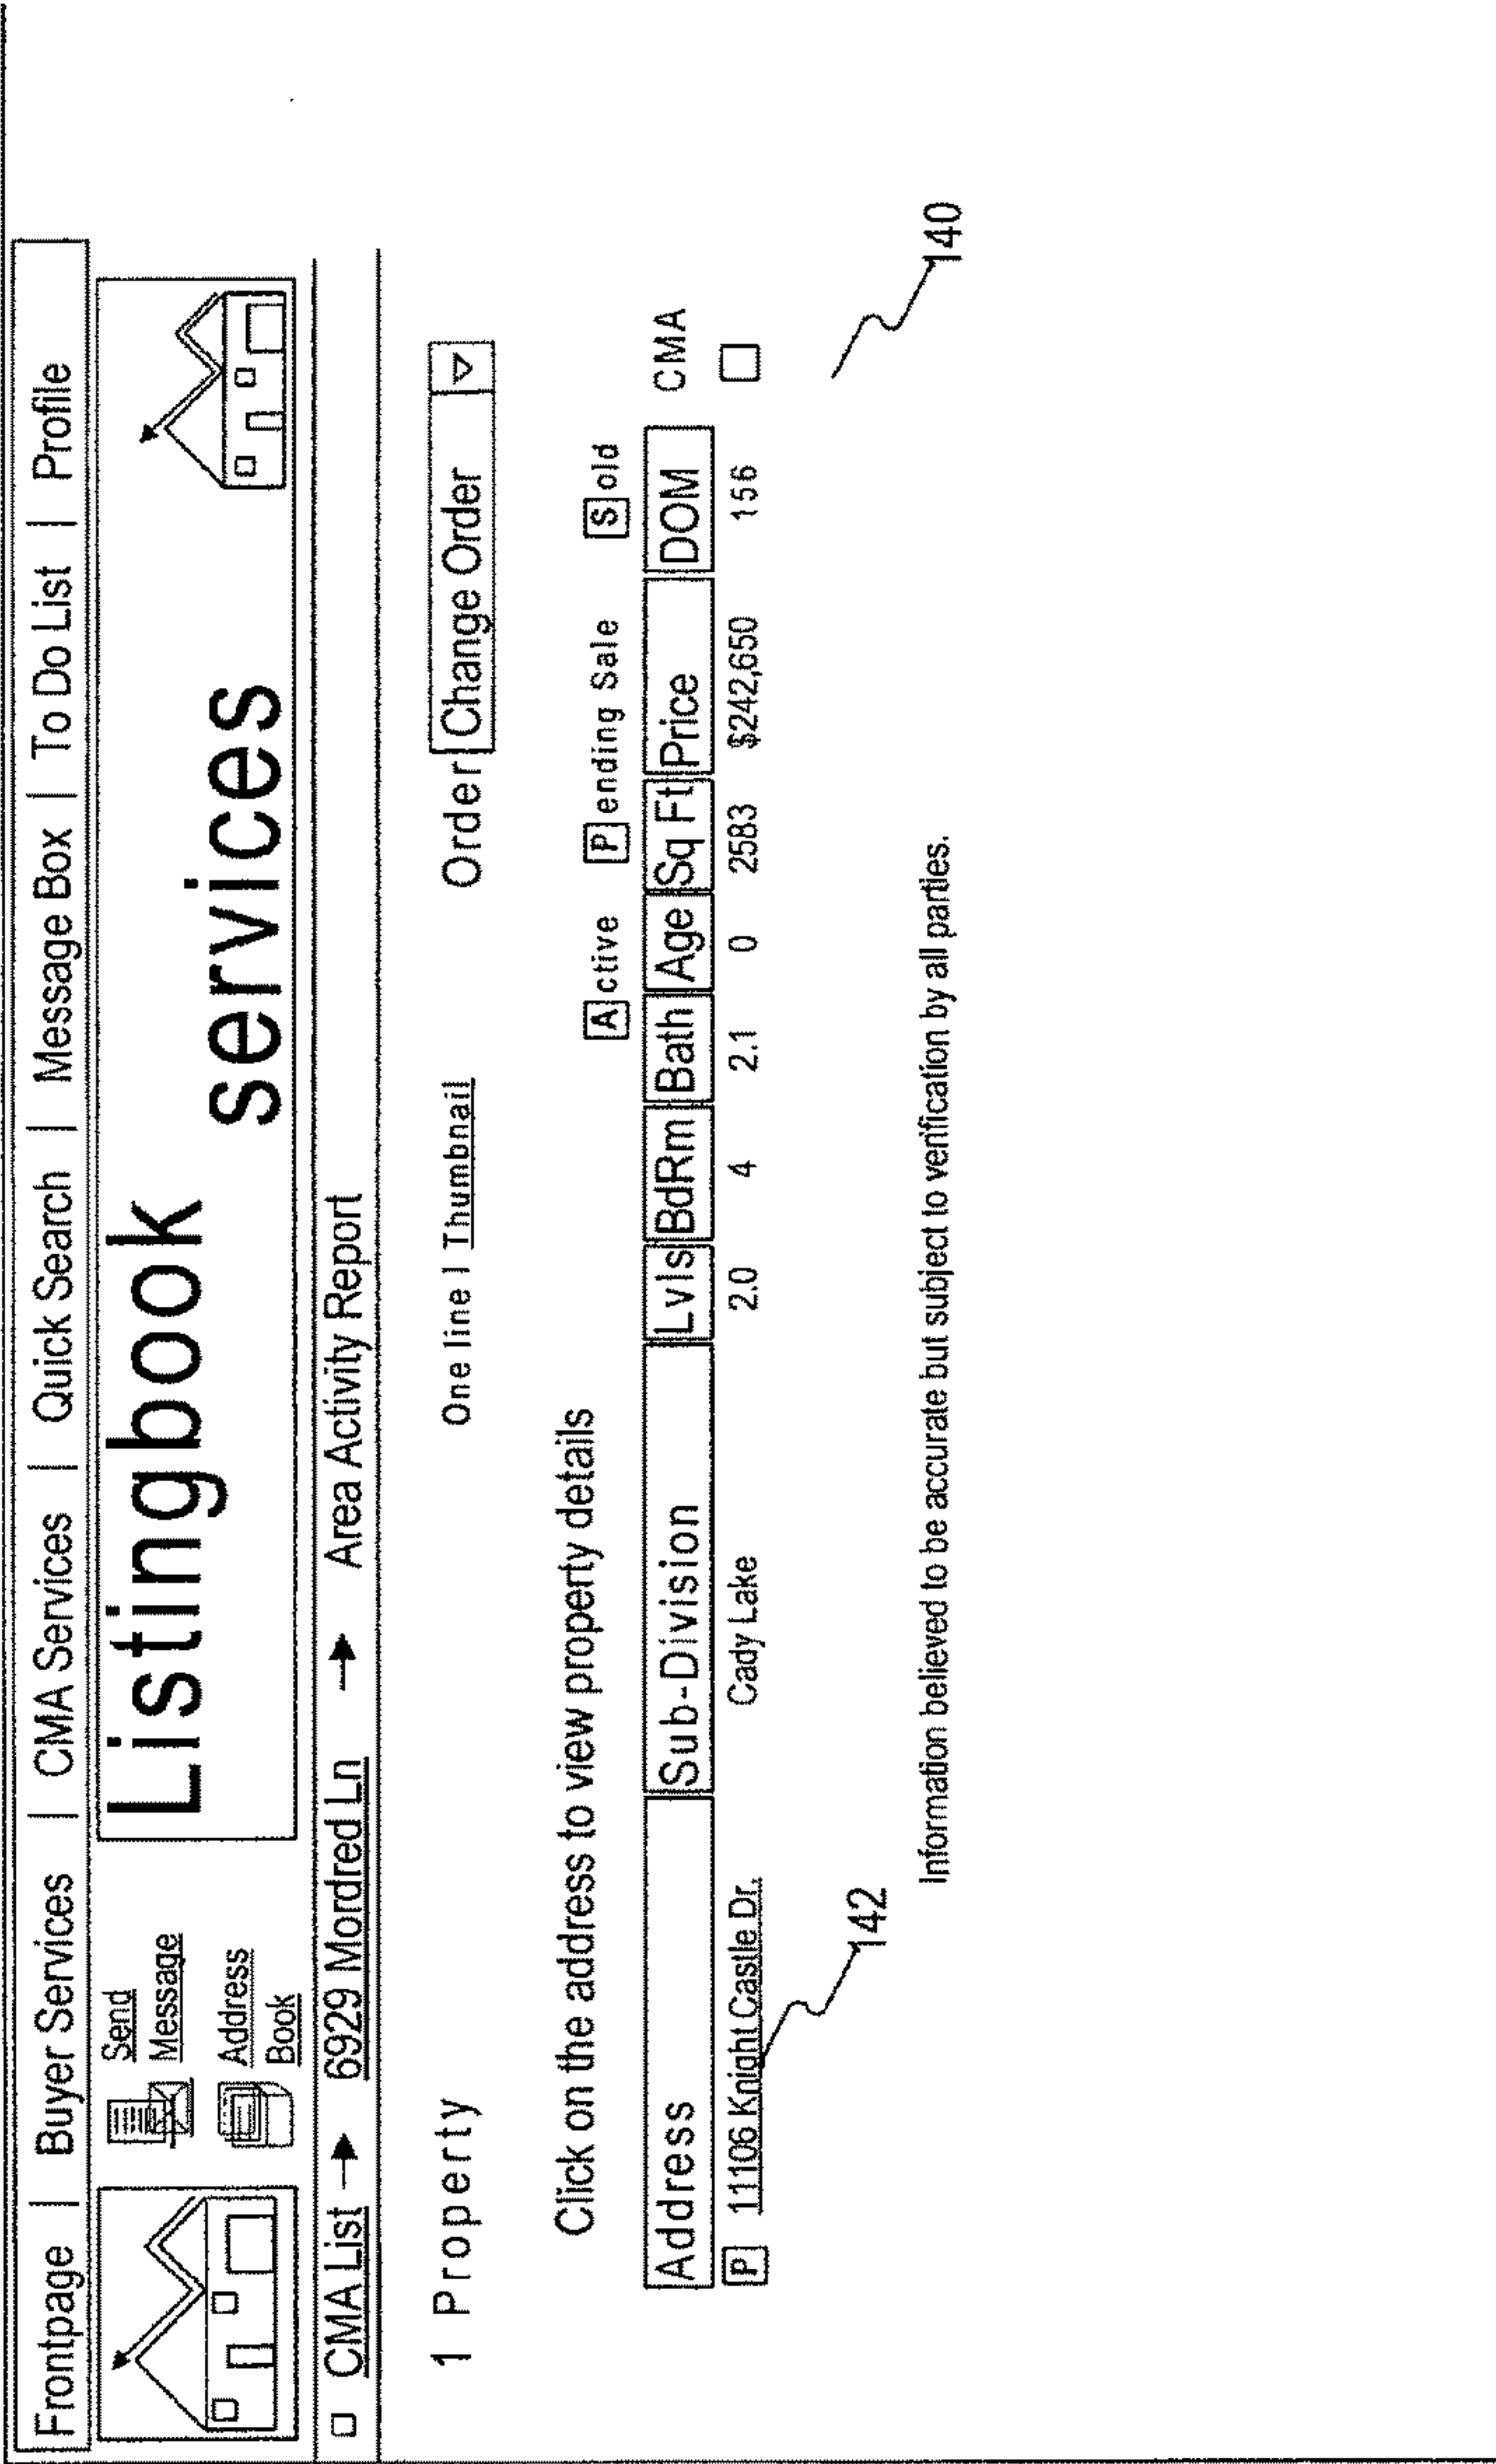 Frontpage | Buyer Services | CMA Services | Quick Search | Message Box | To Do List | Profile
Send
Message
Address
Book
Listingbook
services
CMA List → 6929 Mordred Ln → Area Activity Report
1 Property One line | Thumbnail Order Change Order
Click on the address to view property details
Active Pending Sale Sold
Address Sub-Division Lvls BdRm Bath Age Sq Ft Price DOM CMA
P 11106 Knight Castle Dr. Cady Lake 2.0 4 2.1 0 2583 $242,650 156
142
140
Information believed to be accurate but subject to verification by all parties.